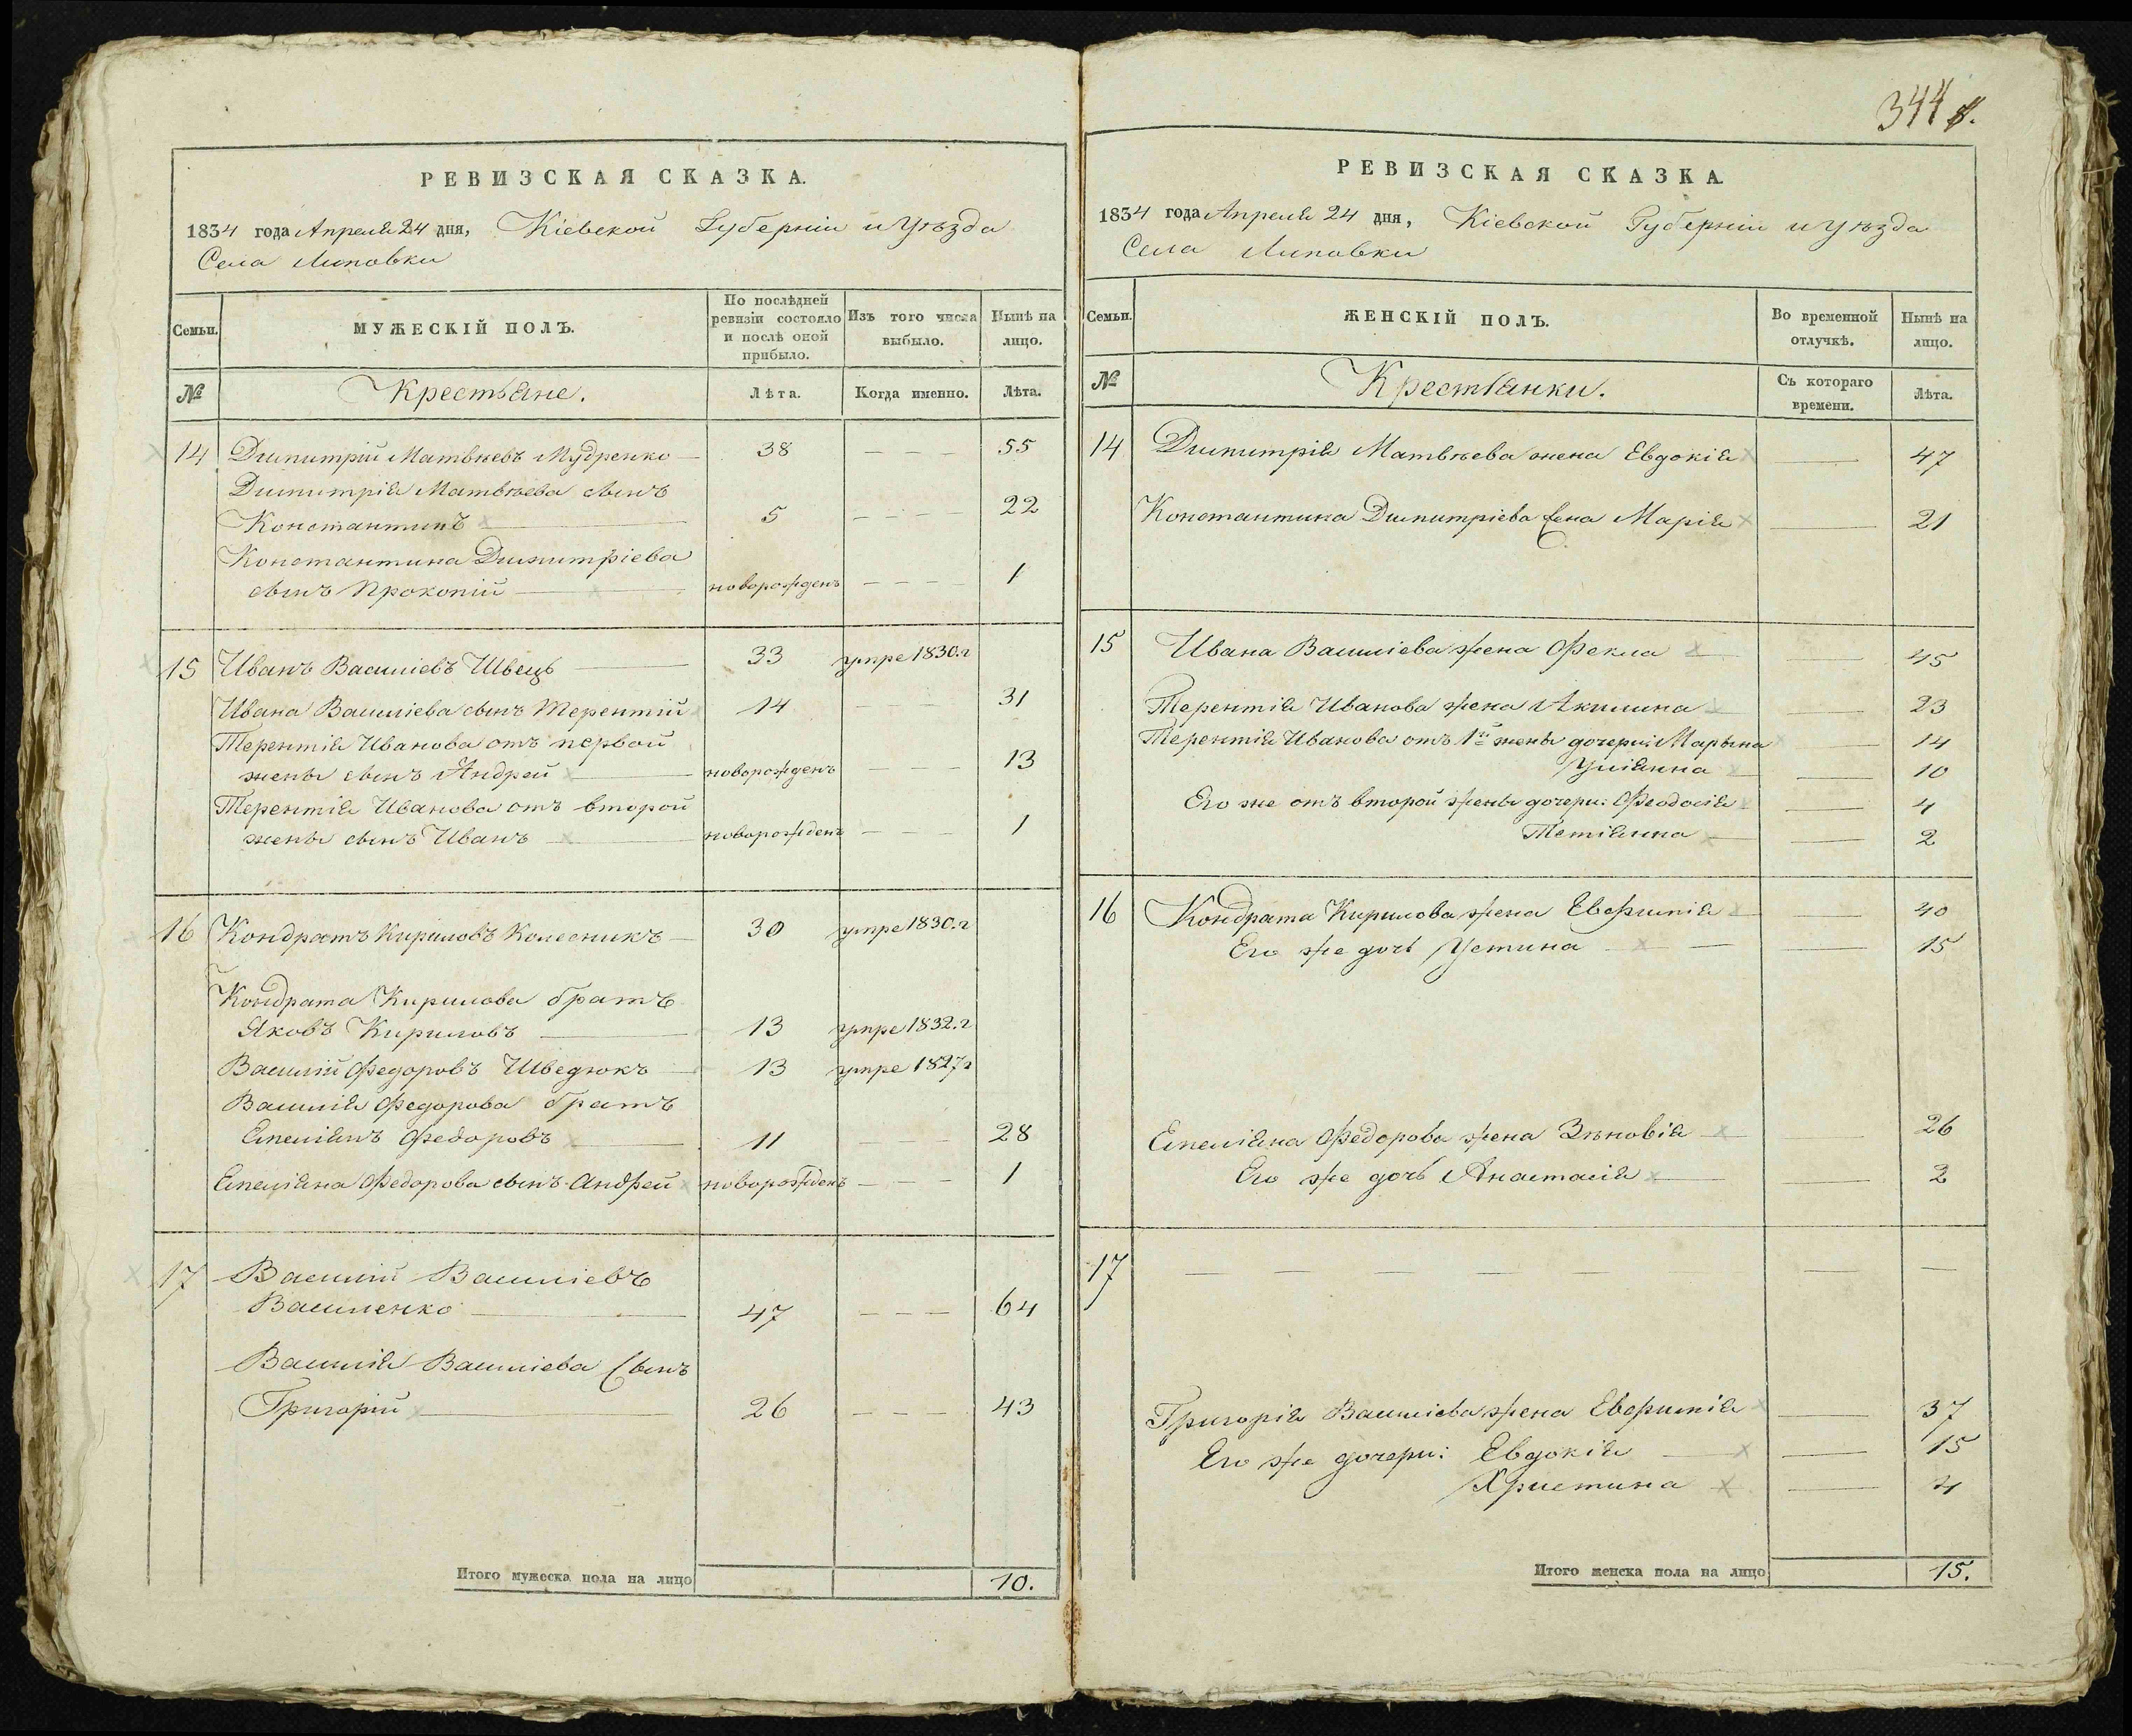 РЕВИЗСКАЯ СКАЗКА.
1834 года Апреля 24 дня, Кіевской Губерніи и Уѣзда
Села Липовки
Семьи.
МУЖЕСКІЙ ПОЛЪ.
По послѣдней
ревизіи состояло
и послѣ оной
прибыло.
Изъ того числа
выбыло.
Нынѣ на
лицо.
№
Крестьяне.
Лѣта.
Когда именно.
Лѣта.
14 Димитрій Матвѣевъ Мудренко 38 — — — 55
Димитрія Матвѣева сынъ
Константинъ 5 — — — — 22
Константина Димитріева
сынъ Прокопій новорожденъ — — — — 1
15 Иванъ Василіевъ Швецъ 33 умре 1830.г
Ивана Василіева сынъ Терентій 14 — — — 31
Терентія Иванова отъ первой
жены сынъ Андрей новорожденъ — — — — 13
Терентія Иванова отъ второй
жены сынъ Иванъ новорожденъ — — — — 1
16 Кондратъ Кириловъ Колесникъ 30 умре 1830.г
Кондрата Кирилова братъ
Яковъ Кириловъ 13 умре 1832.г
Василій Федоровъ Шведюкъ 13 умре 1827г
Василія Федорова братъ
Емеліянъ Федоровъ 11 — — — 28
Емеліяна Федорова сынъ Андрей новорожденъ — — — 1
17 Василій Василіевъ
Василенко 47 — — — 64
Василія Василіева Сынъ
Григорій 26 — — — 43
Итого мужеска пола на лицо 10.
344
РЕВИЗСКАЯ СКАЗКА
1834 года Апреля 24 дня, Кіевской Губерніи и Уѣзда
Села Липовки
Семьи.
ЖЕНСКІЙ ПОЛЪ.
Во временной
отлучкѣ.
Нынѣ на
лицо.
№
Крестьянки.
Съ котораго
времени.
Лѣта.
14 Димитрія Матвѣева жена Евдокія — 47
Константина Димитріева жена Марія — 21
15 Ивана Василіева жена Фекла — 45
Терентія Иванова жена Акилина — 23
Терентія Иванова отъ 1й жены дочери: Марьяна — 14
Уліянна — 10
Его же отъ второй жены дочери: Феодосія — 4
Тетіянна — 2
16 Кондрата Кирилова жена Евфимія — 40
Его же дочь Устина — 15
Емеліяна Федорова жена Зѣновія — 26
Его же дочь Анастасія — 2
17 — — — — — — —
Григорія Василіева жена Евфимія — 37
Его же дочери: Евдокія — 15
Христина — 4
Итого женска пола на лицо 15.